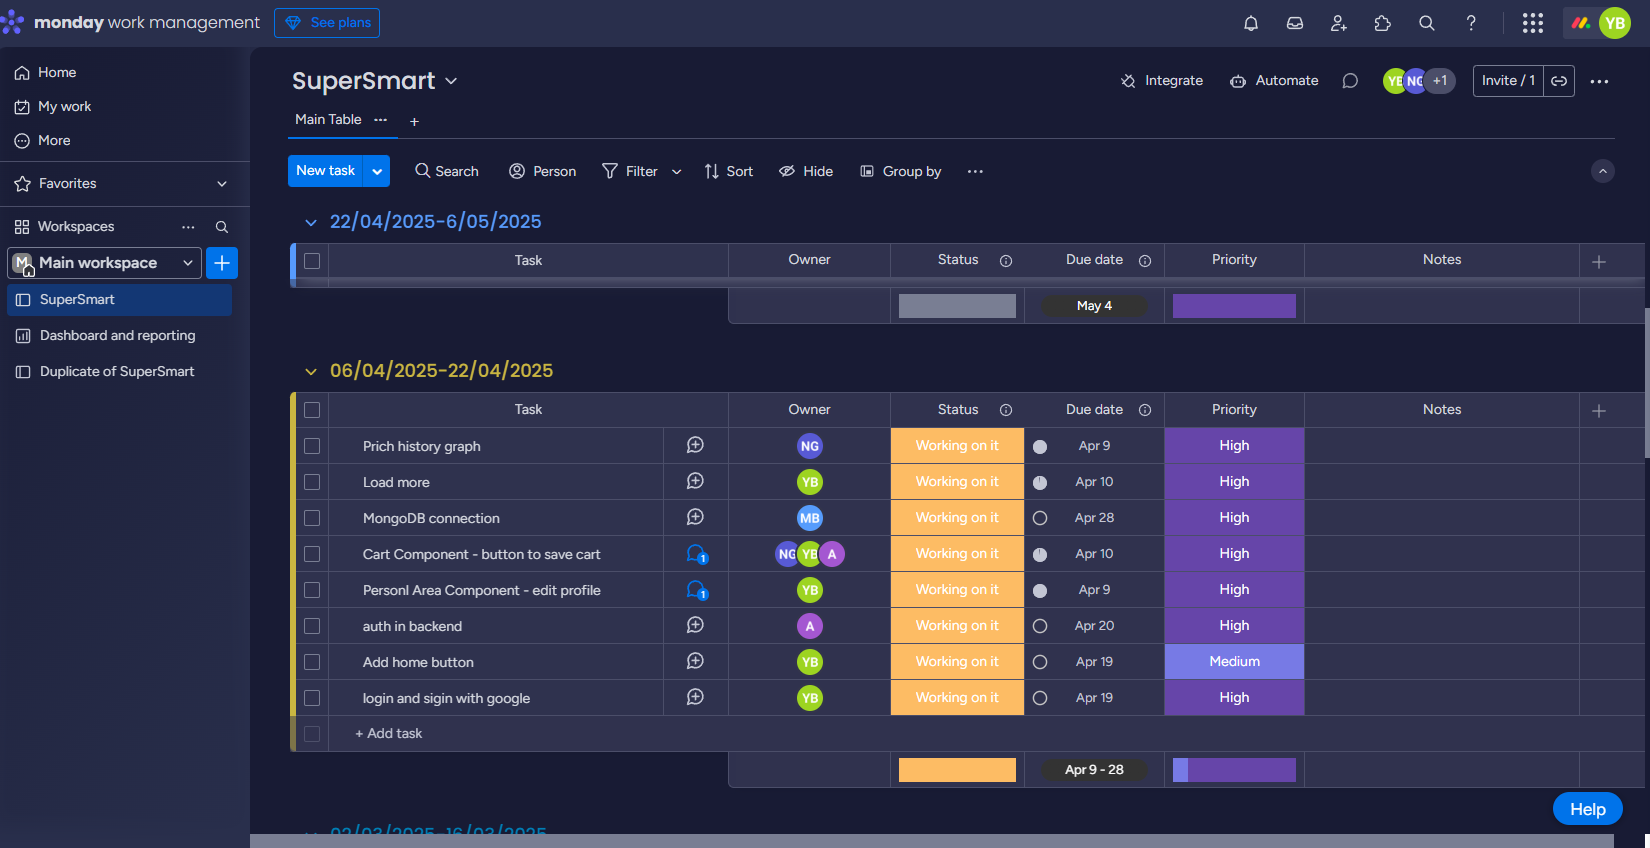 monday work management See plans YB
Home
My work
More
Favorites
Workspaces
M Main workspace
SuperSmart
Dashboard and reporting
Duplicate of SuperSmart
SuperSmart Integrate Automate YB NG +1 Invite / 1
Main Table
New task Search Person Filter Sort Hide Group by
22/04/2025-6/05/2025
Task Owner Status Due date Priority Notes
May 4
06/04/2025-22/04/2025
Task Owner Status Due date Priority Notes
Prich history graph NG Working on it Apr 9 High
Load more YB Working on it Apr 10 High
MongoDB connection MB Working on it Apr 28 High
Cart Component - button to save cart 1 NG YB A Working on it Apr 10 High
Personl Area Component - edit profile 1 YB Working on it Apr 9 High
auth in backend A Working on it Apr 20 High
Add home button YB Working on it Apr 19 Medium
login and sigin with google YB Working on it Apr 19 High
+ Add task
Apr 9 - 28
Help
02/03/2025-16/03/2025